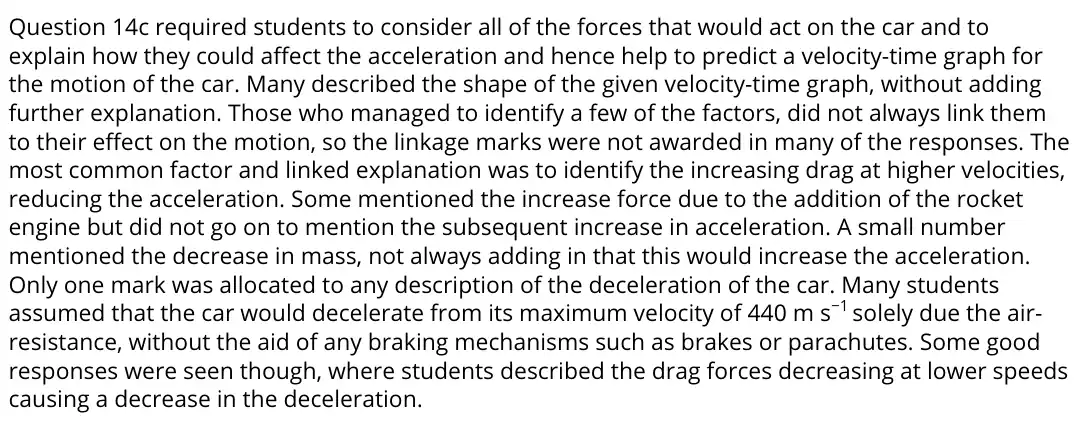 Question 14c required students to consider all of the forces that would act on the car and to
explain how they could affect the acceleration and hence help to predict a velocity-time graph for
the motion of the car. Many described the shape of the given velocity-time graph, without adding
further explanation. Those who managed to identify a few of the factors, did not always link them
to their effect on the motion, so the linkage marks were not awarded in many of the responses. The
most common factor and linked explanation was to identify the increasing drag at higher velocities,
reducing the acceleration. Some mentioned the increase force due to the addition of the rocket
engine but did not go on to mention the subsequent increase in acceleration. A small number
mentioned the decrease in mass, not always adding in that this would increase the acceleration.
Only one mark was allocated to any description of the deceleration of the car. Many students
assumed that the car would decelerate from its maximum velocity of 440 m s⁻¹ solely due the air-
resistance, without the aid of any braking mechanisms such as brakes or parachutes. Some good
responses were seen though, where students described the drag forces decreasing at lower speeds
causing a decrease in the deceleration.